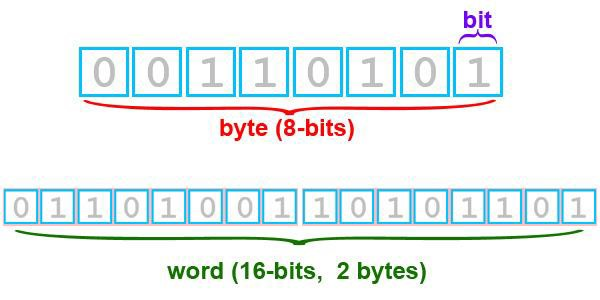 bit
0 0 1 1 0 1 0 1
byte (8-bits)
0 1 1 0 1 0 0 1 1 0 1 0 1 1 0 1
word (16-bits, 2 bytes)